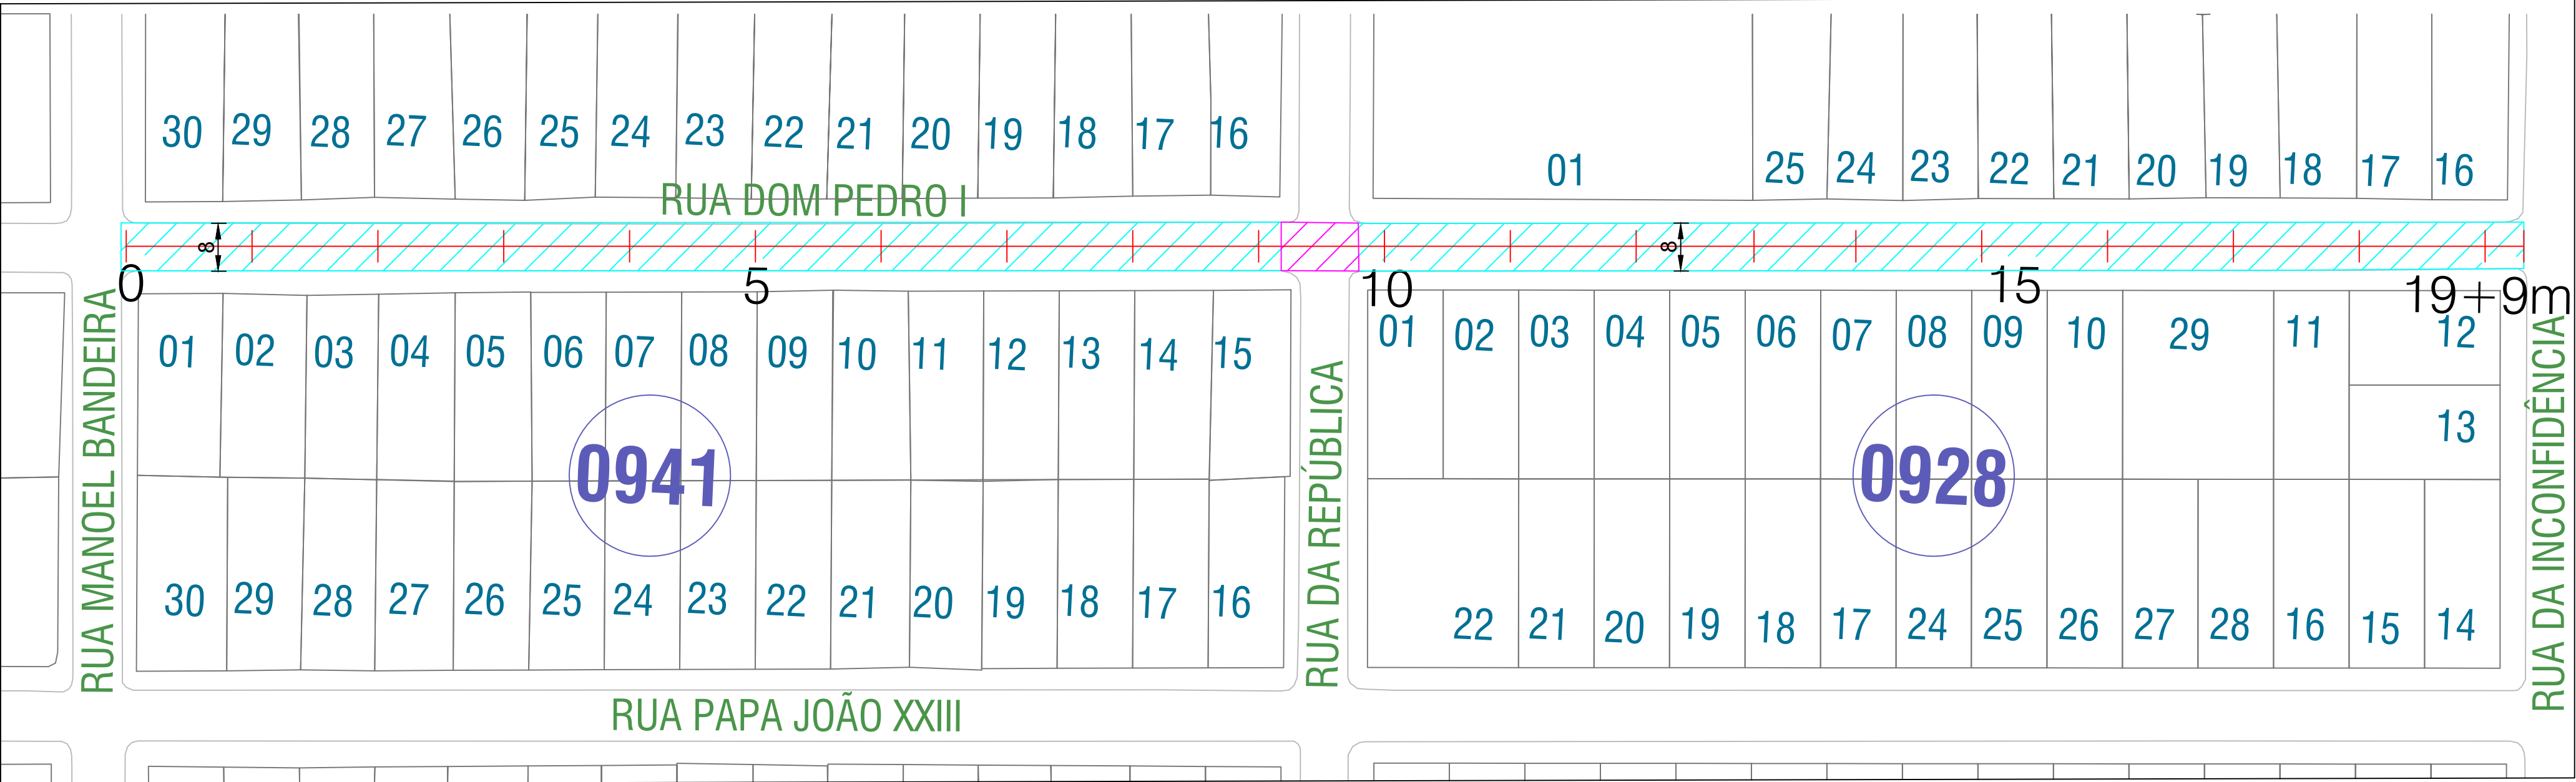 30 29 28 27 26 25 24 23 22 21 20 19 18 17 16
01 25 24 23 22 21 20 19 18 17 16
RUA DOM PEDRO I
8 8
0 5 10 15 19+9m
01 02 03 04 05 06 07 08 09 10 11 12 13 14 15
01 02 03 04 05 06 07 08 09 10 29 11 12
13
0941
0928
RUA MANOEL BANDEIRA
RUA DA REPÚBLICA
RUA DA INCONFIDÊNCIA
30 29 28 27 26 25 24 23 22 21 20 19 18 17 16
22 21 20 19 18 17 24 25 26 27 28 16 15 14
RUA PAPA JOÃO XXIII